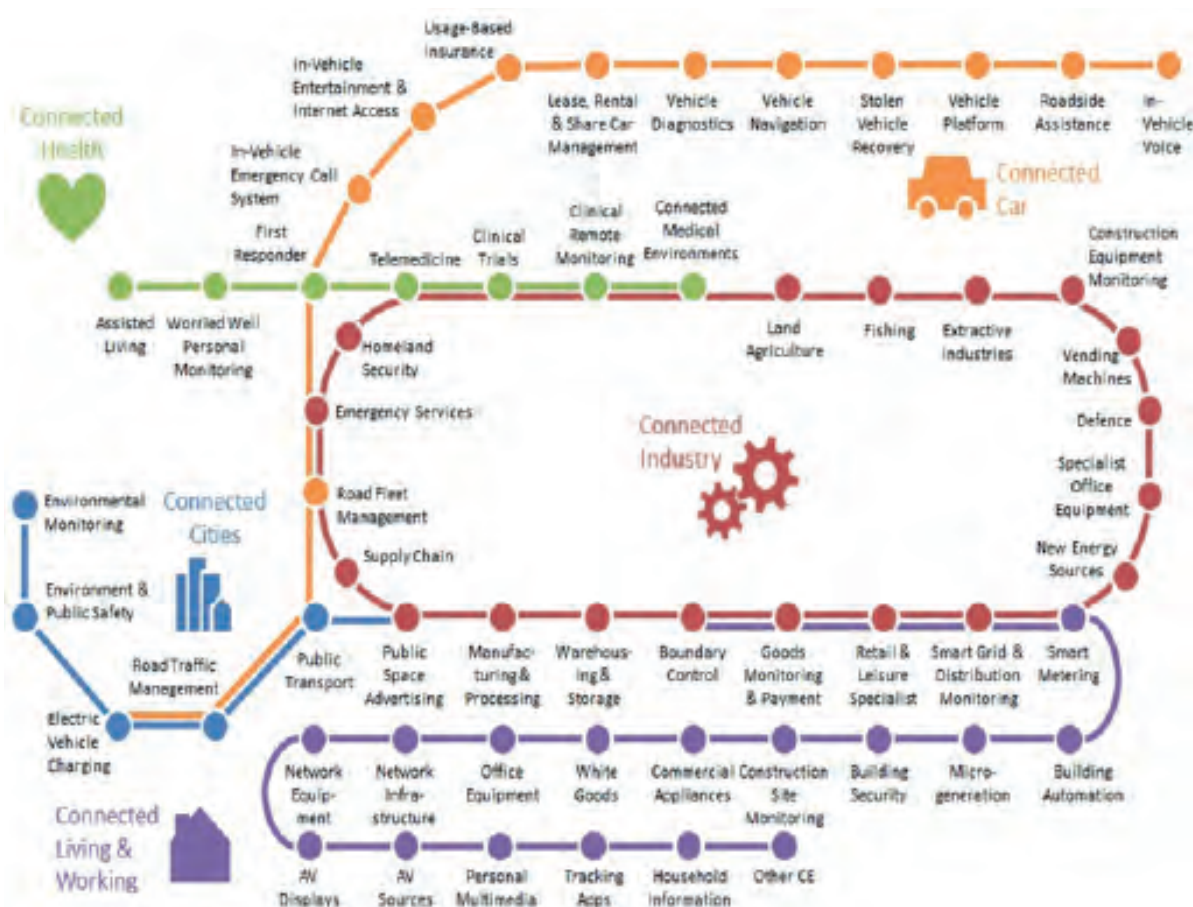 Usage-Based
Insurance
In-Vehicle
Entertainment &
Internet Access
Lease, Rental
& Share Car
Management
Vehicle
Diagnostics
Vehicle
Navigation
Stolen
Vehicle
Recovery
Vehicle
Platform
Roadside
Assistance
In-
Vehicle
Voice
Connected
Health
In-Vehicle
Emergency Call
System
Connected
Car
First
Responder
Telemedicine
Clinical
Trials
Clinical
Remote
Monitoring
Connected
Medical
Environments
Construction
Equipment
Monitoring
Assisted
Living
Worried Well
Personal
Monitoring
Homeland
Security
Land
Agriculture
Fishing
Extractive
Industries
Vending
Machines
Emergency Services
Connected
Industry
Defence
Specialist
Office
Equipment
Environmental
Monitoring
Connected
Cities
Road Fleet
Management
Supply Chain
New Energy
Sources
Environment &
Public Safety
Road Traffic
Management
Public
Transport
Public
Space
Advertising
Manufac-
turing &
Processing
Warehous-
ing &
Storage
Boundary
Control
Goods
Monitoring
& Payment
Retail &
Leisure
Specialist
Smart Grid &
Distribution
Monitoring
Smart
Metering
Electric
Vehicle
Charging
Network
Equip-
ment
Network
Infra-
structure
Office
Equipment
White
Goods
Commercial
Appliances
Construction
Site
Monitoring
Building
Security
Micro-
generation
Building
Automation
Connected
Living &
Working
AV
Displays
AV
Sources
Personal
Multimedia
Tracking
Apps
Household
Information
Other CE